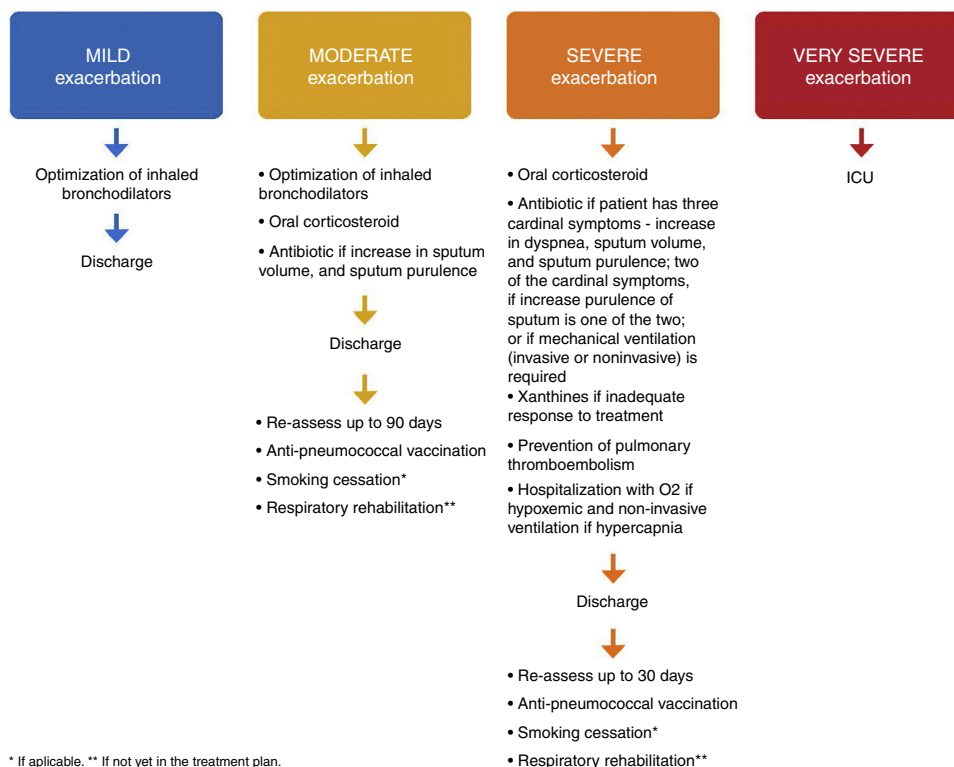 MILD
exacerbation
Optimization of inhaled
bronchodilators
Discharge
MODERATE
exacerbation
• Optimization of inhaled
bronchodilators
• Oral corticosteroid
• Antibiotic if increase in sputum
volume, and sputum purulence
Discharge
• Re-assess up to 90 days
• Anti-pneumococcal vaccination
• Smoking cessation*
• Respiratory rehabilitation**
SEVERE
exacerbation
• Oral corticosteroid
• Antibiotic if patient has three
cardinal symptoms - increase
in dyspnea, sputum volume,
and sputum purulence; two
of the cardinal symptoms,
if increase purulence of
sputum is one of the two;
or if mechanical ventilation
(invasive or noninvasive) is
required
• Xanthines if inadequate
response to treatment
• Prevention of pulmonary
thromboembolism
• Hospitalization with O2 if
hypoxemic and non-invasive
ventilation if hypercapnia
Discharge
• Re-assess up to 30 days
• Anti-pneumococcal vaccination
• Smoking cessation*
• Respiratory rehabilitation**
VERY SEVERE
exacerbation
ICU
* If aplicable. ** If not yet in the treatment plan.